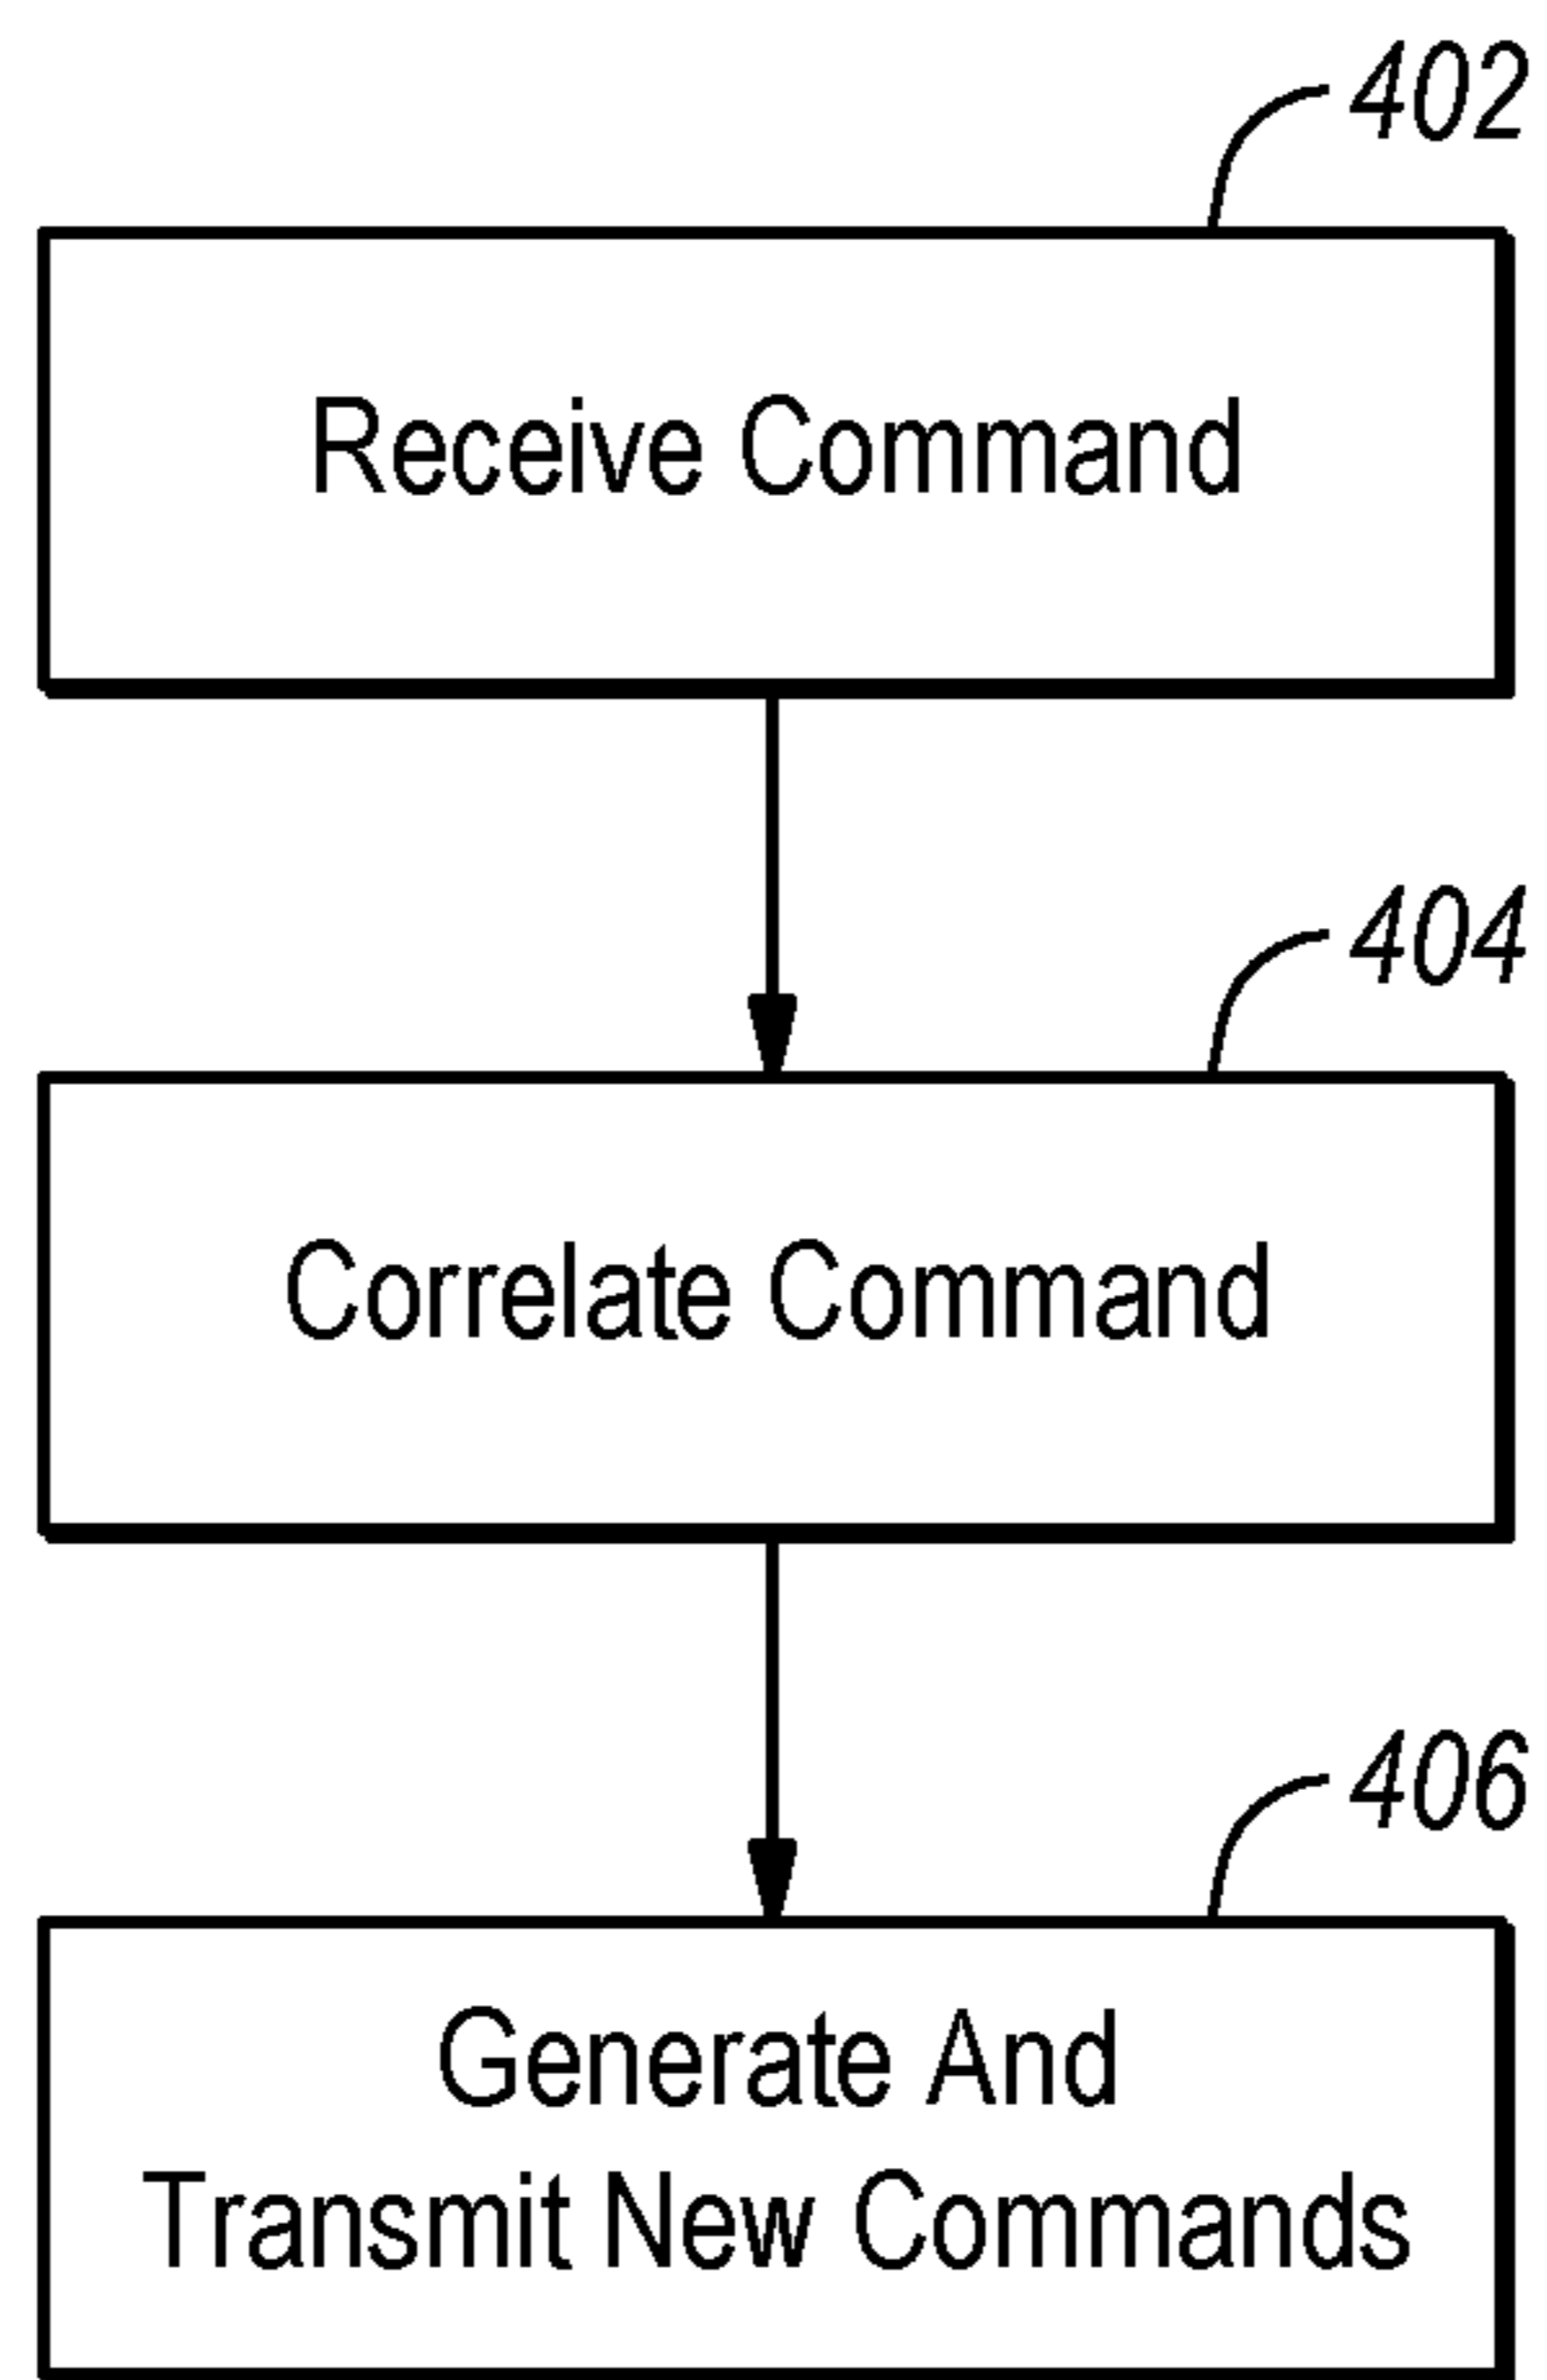 402
Receive Command
404
Correlate Command
406
Generate And
Transmit New Commands